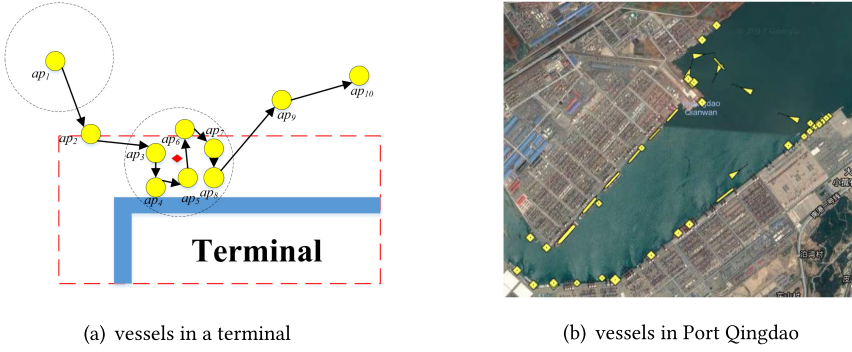 ap₁
ap₂
ap₃
ap₄
ap₅
ap₆
ap₇
ap₈
ap₉
ap₁₀
Terminal
Qianwan
大
(a) vessels in a terminal
(b) vessels in Port Qingdao